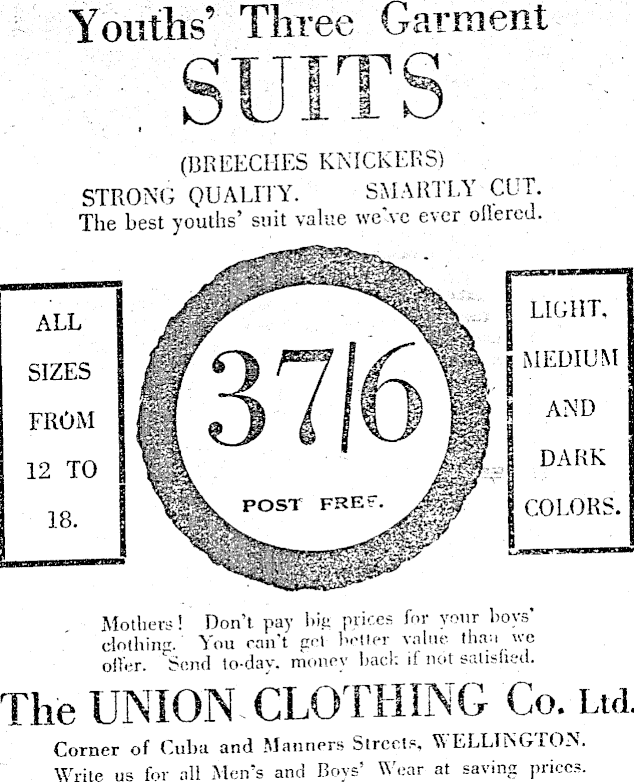 Youths' Three Garment
SUITS
(BREECHES KNICKERS)
STRONG QUALITY. SMARTLY CUT.
The best youths' suit value we've ever offered.
ALL
SIZES
FROM
12 TO
18.
37/6
POST FREE.
LIGHT,
MEDIUM
AND
DARK
COLORS.
Mothers! Don't pay big prices for your boys'
clothing. You can't get better value than we
offer. Send to-day, money back if not satisfied.
The UNION CLOTHING Co. Ltd.
Corner of Cuba and Manners Streets, WELLINGTON.
Write us for all Men's and Boys' Wear at saving prices.